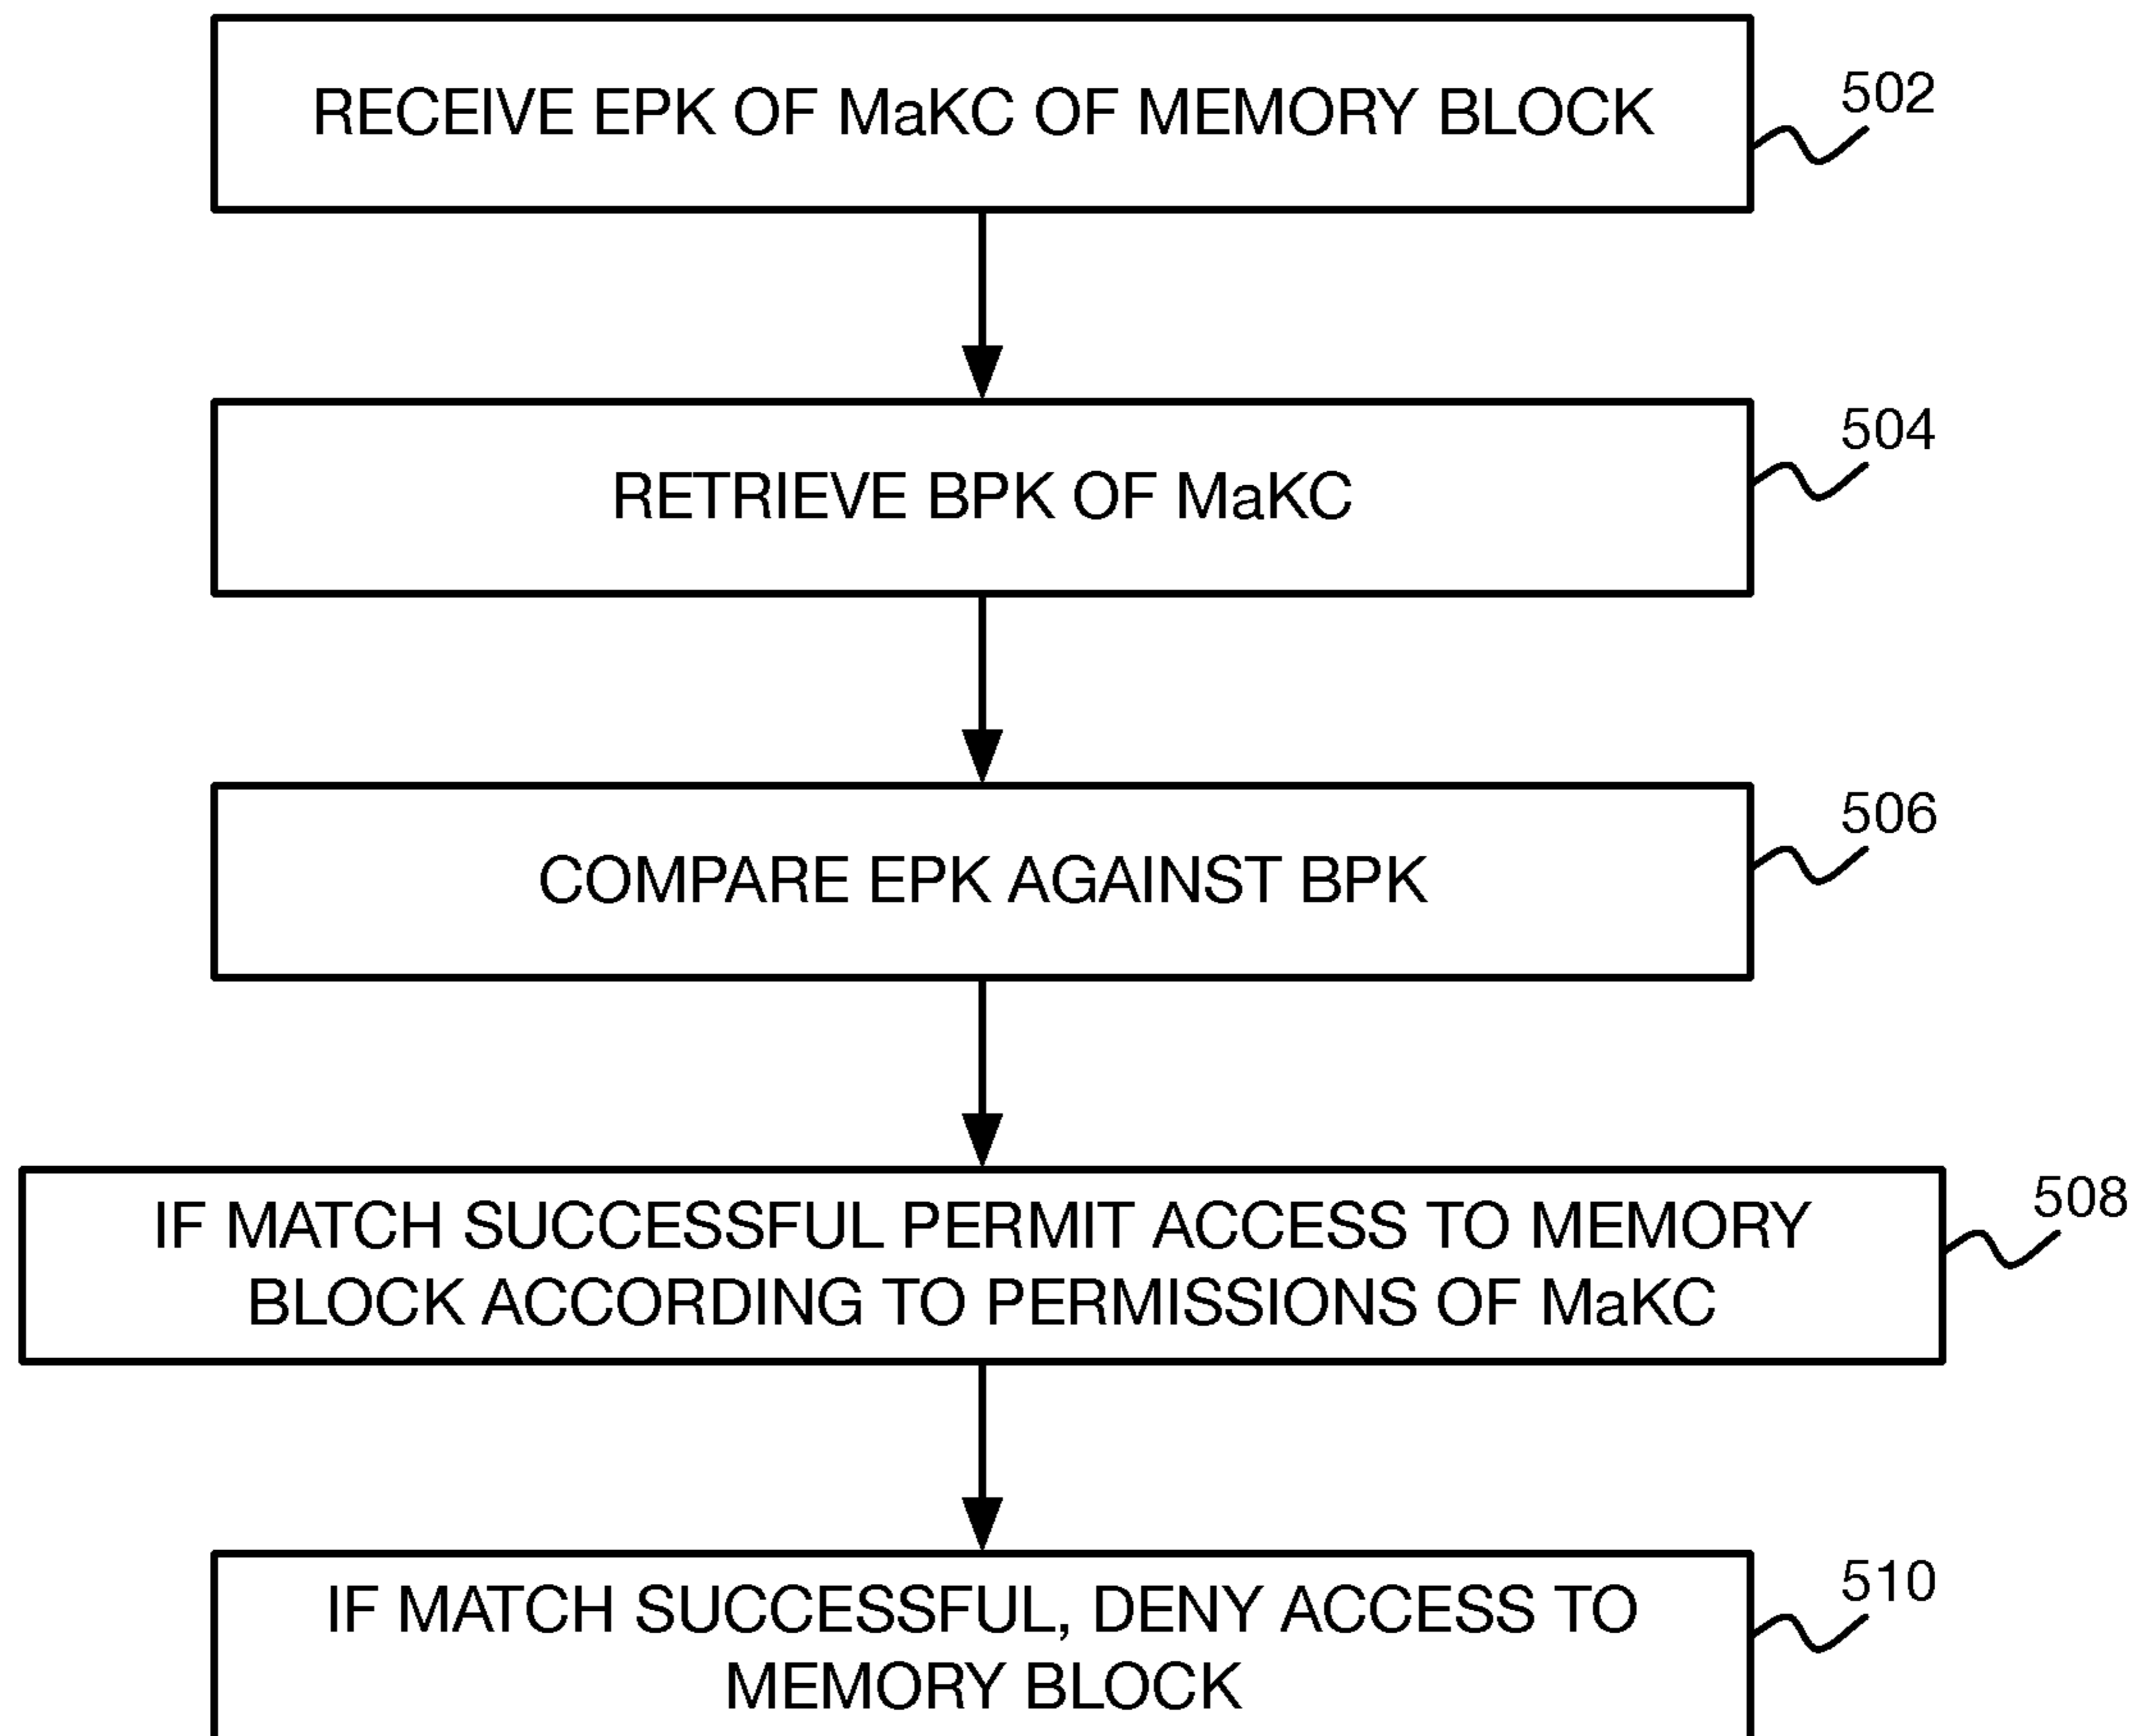 RECEIVE EPK OF MaKC OF MEMORY BLOCK
502
RETRIEVE BPK OF MaKC
504
COMPARE EPK AGAINST BPK
506
IF MATCH SUCCESSFUL PERMIT ACCESS TO MEMORY
BLOCK ACCORDING TO PERMISSIONS OF MaKC
508
IF MATCH SUCCESSFUL, DENY ACCESS TO
MEMORY BLOCK
510